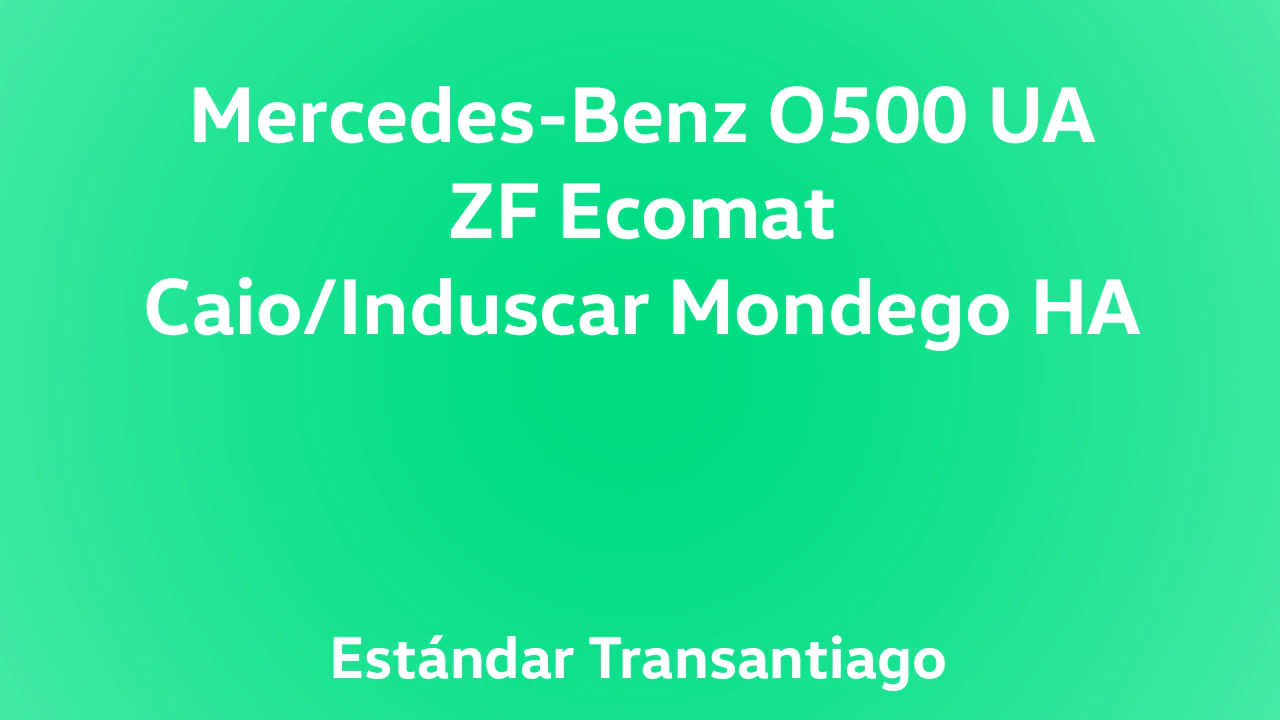 Mercedes-Benz O500 UA
ZF Ecomat
Caio/Induscar Mondego HA
Estándar Transantiago